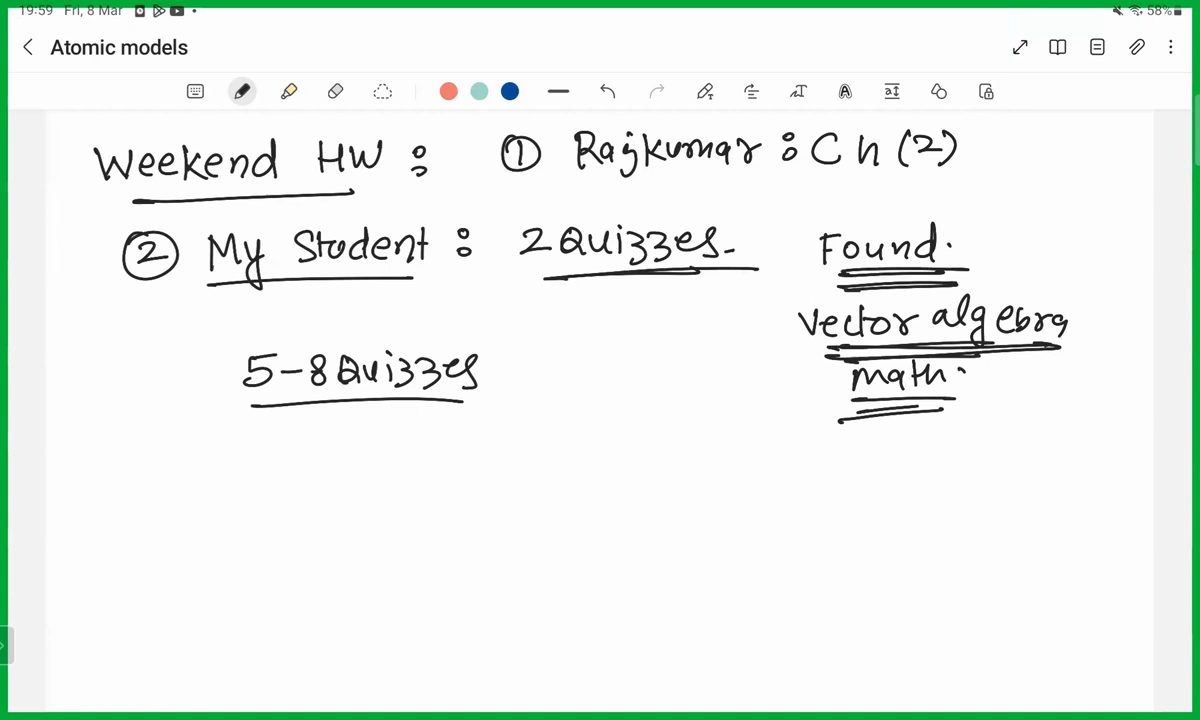 19:59 Fri, 8 Mar 58%
Atomic models
Weekend HW : ① Rajkumar : Ch (2)
② My Student : 2 Quizzes. Found.
Vector algebra
5-8 Quizzes math.